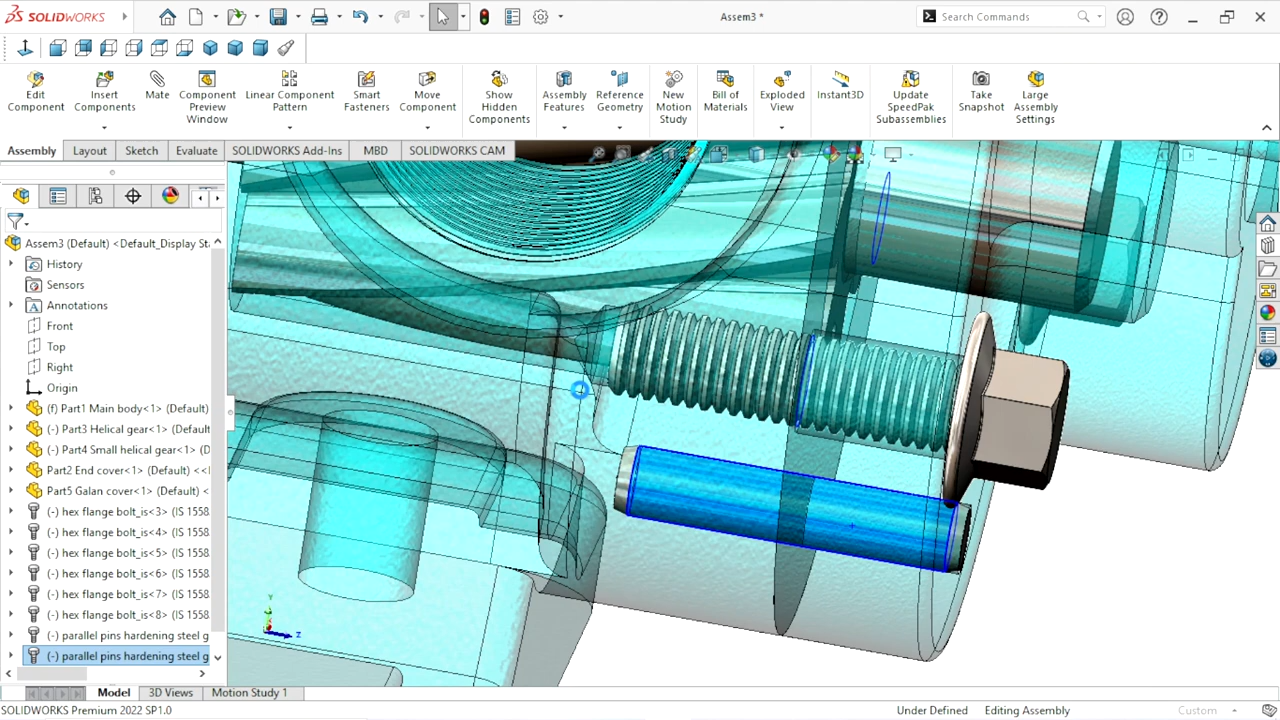 SOLIDWORKS
Assem3 *
Search Commands
Edit Component
Insert Components
Mate
Component Preview Window
Linear Component Pattern
Smart Fasteners
Move Component
Show Hidden Components
Assembly Features
Reference Geometry
New Motion Study
Bill of Materials
Exploded View
Instant3D
Update SpeedPak Subassemblies
Take Snapshot
Large Assembly Settings
Assembly
Layout
Sketch
Evaluate
SOLIDWORKS Add-Ins
MBD
SOLIDWORKS CAM
Assem3 (Default) <Default_Display St
History
Sensors
Annotations
Front
Top
Right
Origin
(f) Part1 Main body<1> (Default)
(-) Part3 Helical gear<1> (Default)
(-) Part4 Small helical gear<1> (D
Part2 End cover<1> (Default) <<
Part5 Galan cover<1> (Default) <
(-) hex flange bolt_is<3> (IS 1558
(-) hex flange bolt_is<4> (IS 1558
(-) hex flange bolt_is<5> (IS 1558
(-) hex flange bolt_is<6> (IS 1558
(-) hex flange bolt_is<7> (IS 1558
(-) hex flange bolt_is<8> (IS 1558
(-) parallel pins hardening steel g
(-) parallel pins hardening steel g
Y
Z
Model
3D Views
Motion Study 1
SOLIDWORKS Premium 2022 SP1.0
Under Defined
Editing Assembly
Custom